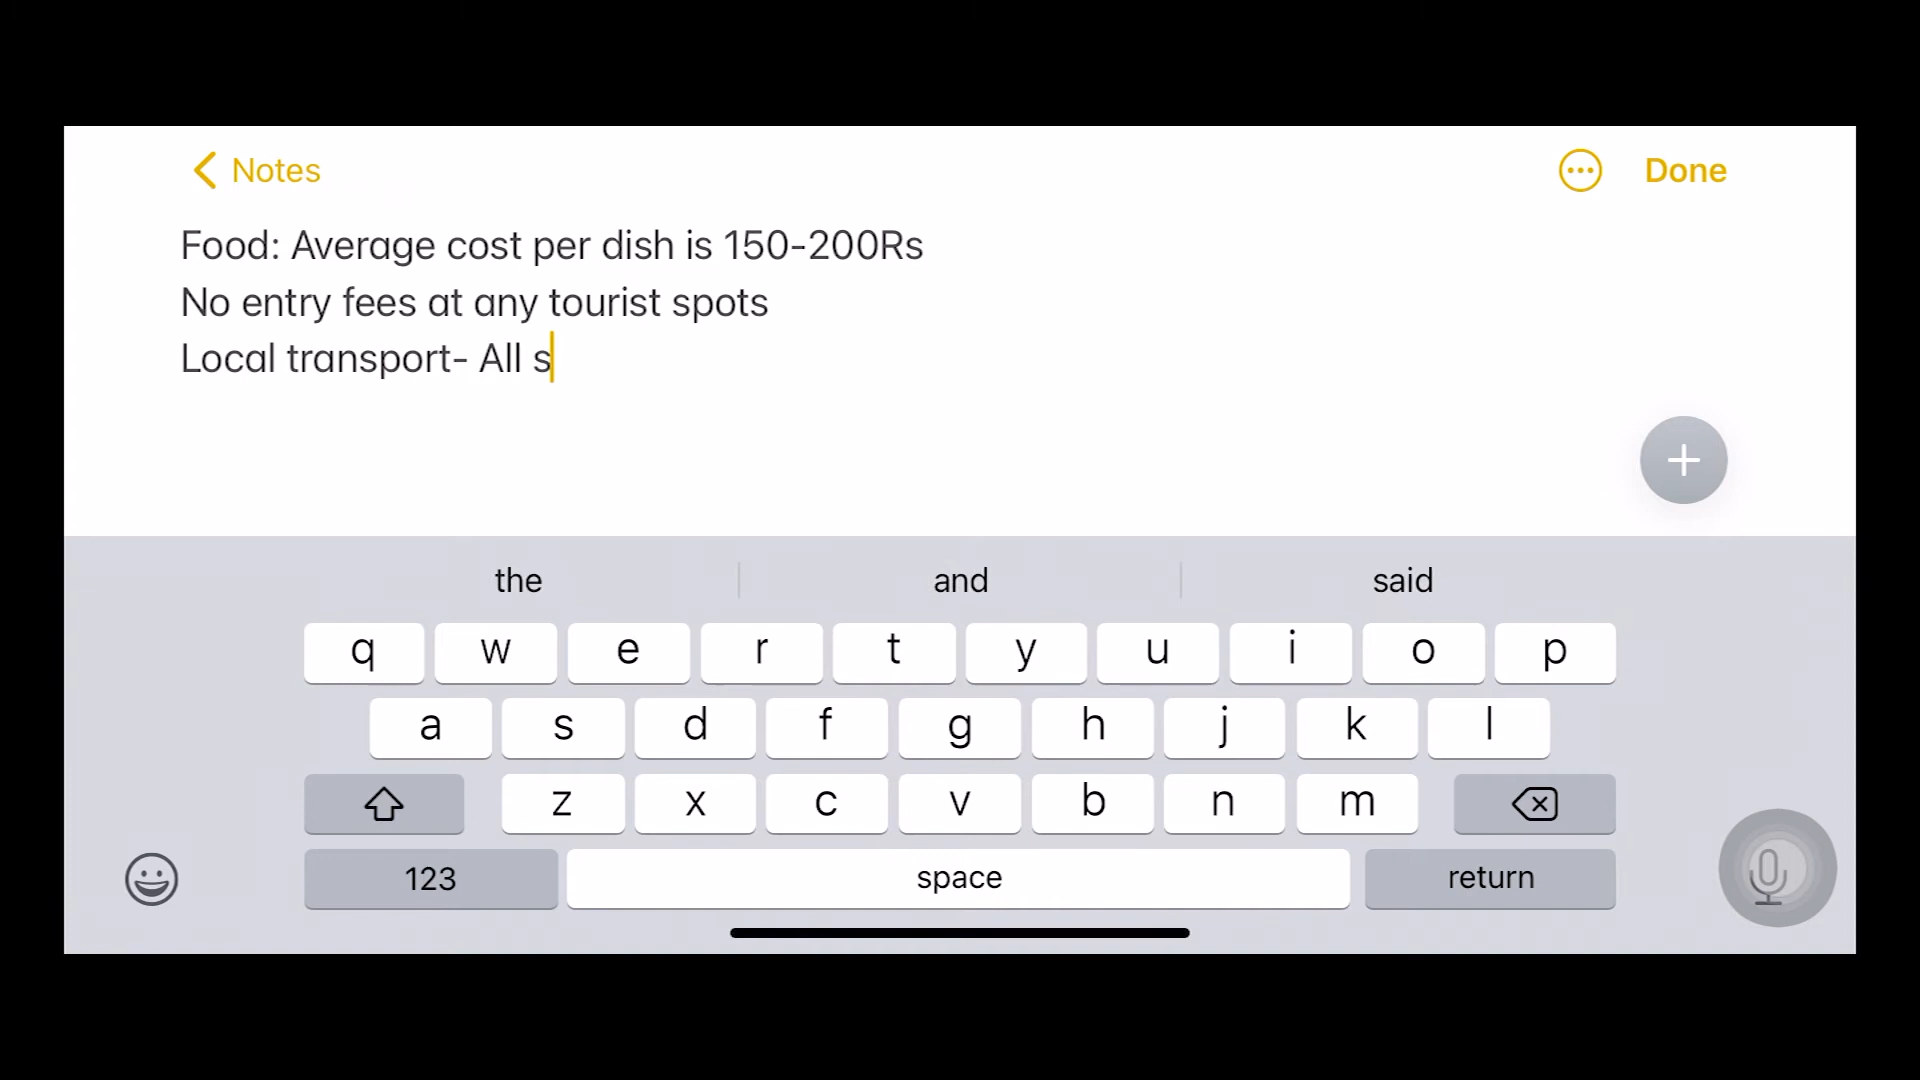 Notes
Done
Food: Average cost per dish is 150-200Rs
No entry fees at any tourist spots
Local transport- All s
the and said
q w e r t y u i o p
a s d f g h j k l
z x c v b n m
123 space return